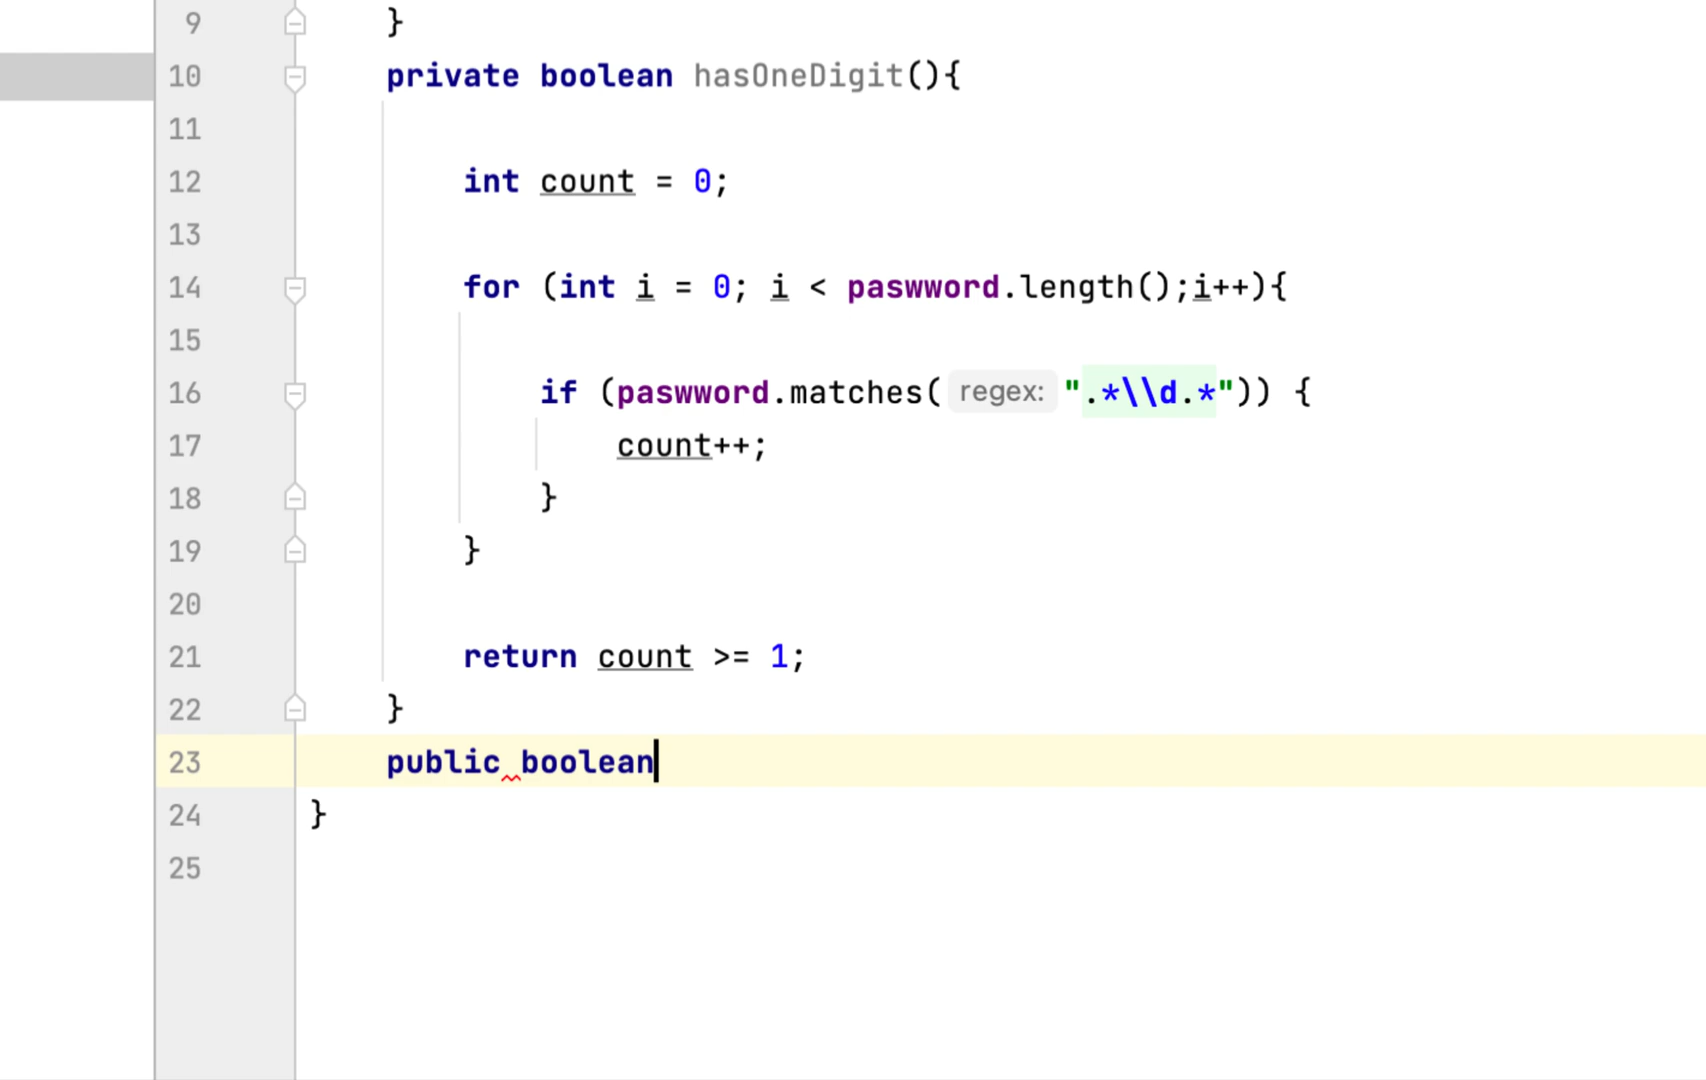 9 }
10 private boolean hasOneDigit(){
11
12 int count = 0;
13
14 for (int i = 0; i < paswword.length();i++){
15
16 if (paswword.matches( regex: ".*\\d.*")) {
17 count++;
18 }
19 }
20
21 return count >= 1;
22 }
23 public boolean
24 }
25